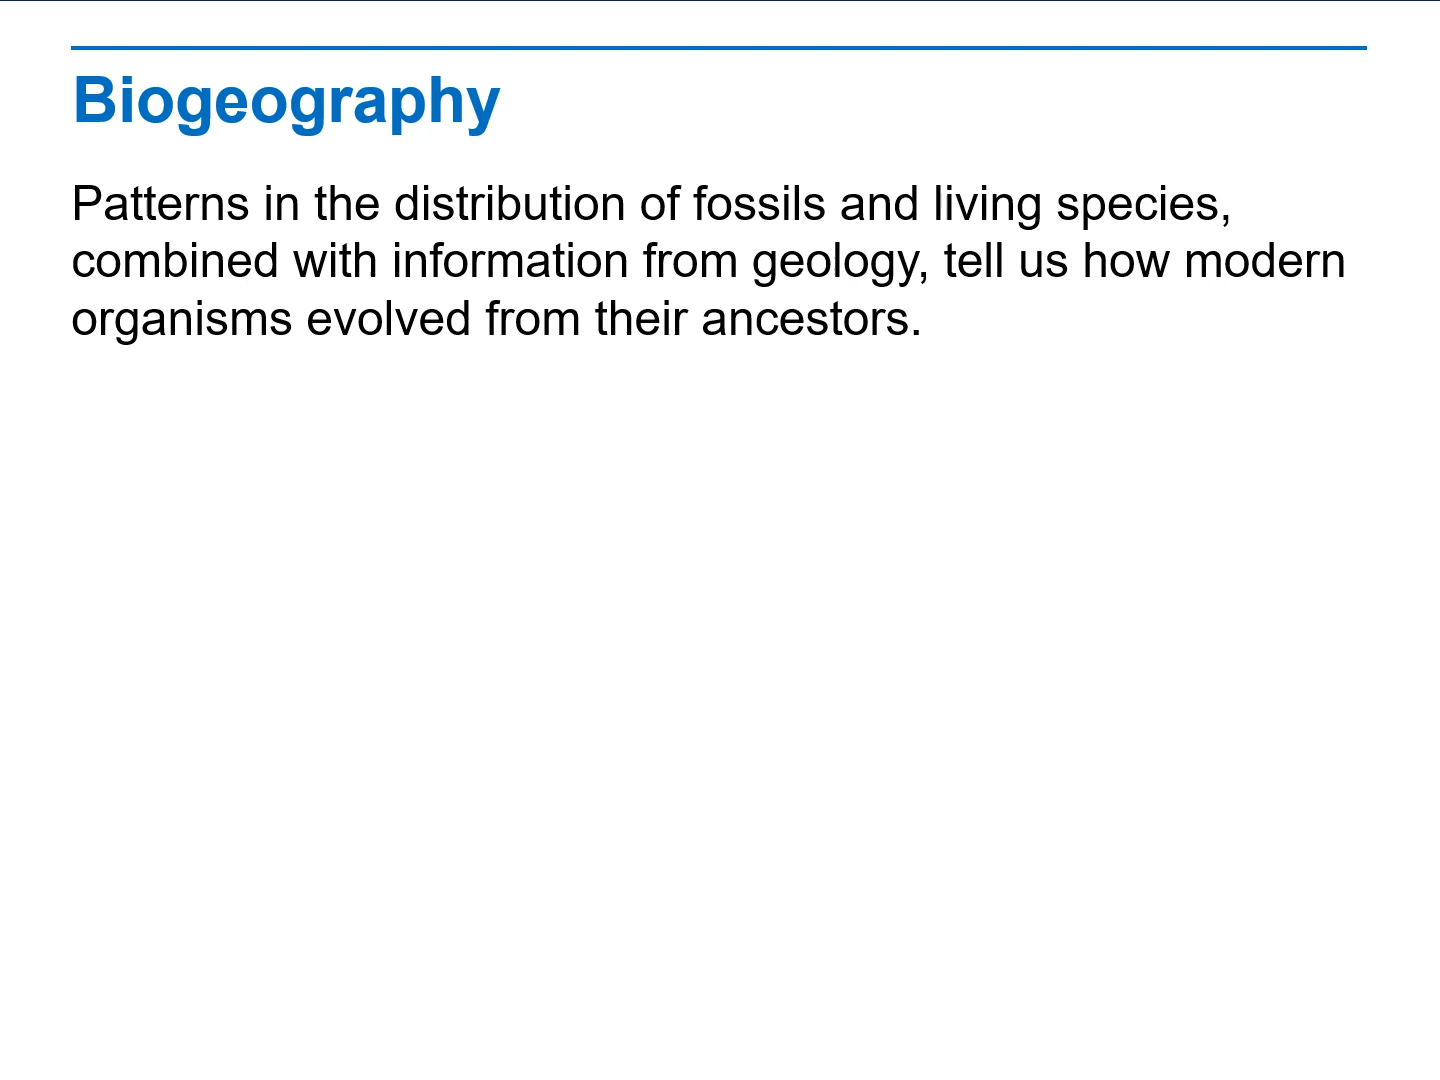 Biogeography
Patterns in the distribution of fossils and living species,
combined with information from geology, tell us how modern
organisms evolved from their ancestors.